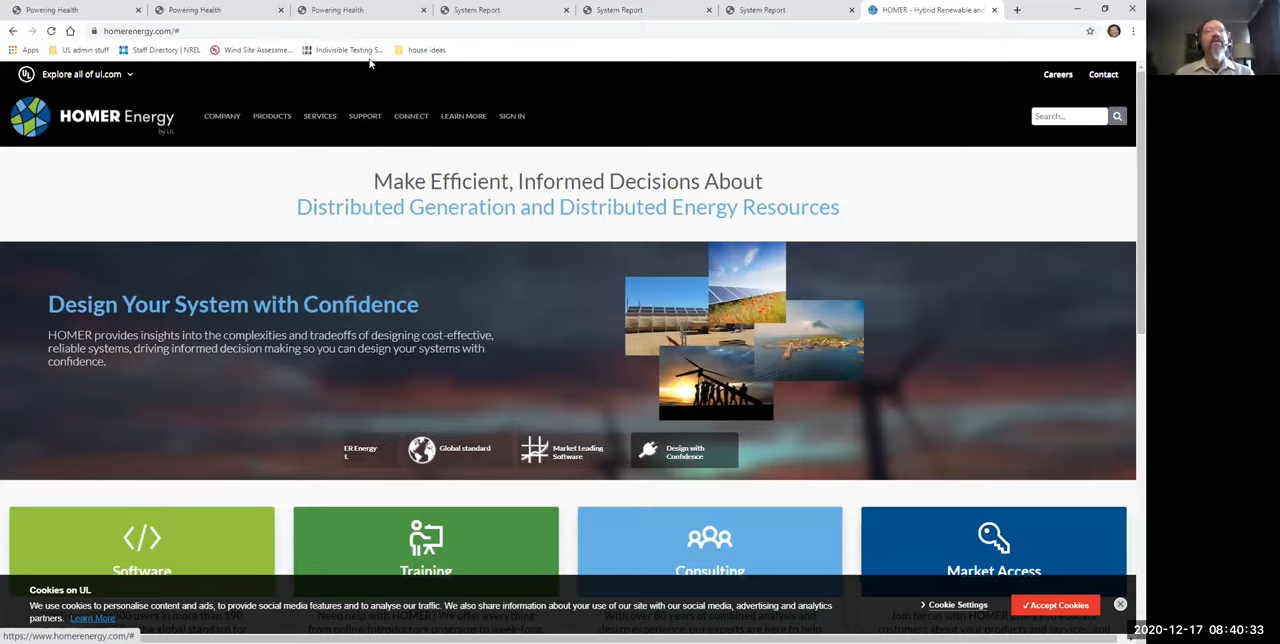 Powering Health
Powering Health
Powering Health
System Report
System Report
System Report
HOMER - Hybrid Renewable and
homerenergy.com/#
Apps
UL admin stuff
Staff Directory | NREL
Wind Site Assessme...
Indivisible Texting S...
house ideas
UL
Explore all of ul.com
Careers
Contact
HOMER Energy
by UL
COMPANY
PRODUCTS
SERVICES
SUPPORT
CONNECT
LEARN MORE
SIGN IN
Search...
Make Efficient, Informed Decisions About
Distributed Generation and Distributed Energy Resources
Design Your System with Confidence
HOMER provides insights into the complexities and tradeoffs of designing cost-effective,
reliable systems, driving informed decision making so you can design your systems with
confidence.
ER Energy
L
Global standard
Market Leading
Software
Design with
Confidence
Software
Training
Consulting
Market Access
Cookies on UL
We use cookies to personalise content and ads, to provide social media features and to analyse our traffic. We also share information about your use of our site with our social media, advertising and analytics
partners. Learn More
Cookie Settings
✓Accept Cookies
https://www.homerenergy.com/#
2020-12-17 08:40:33